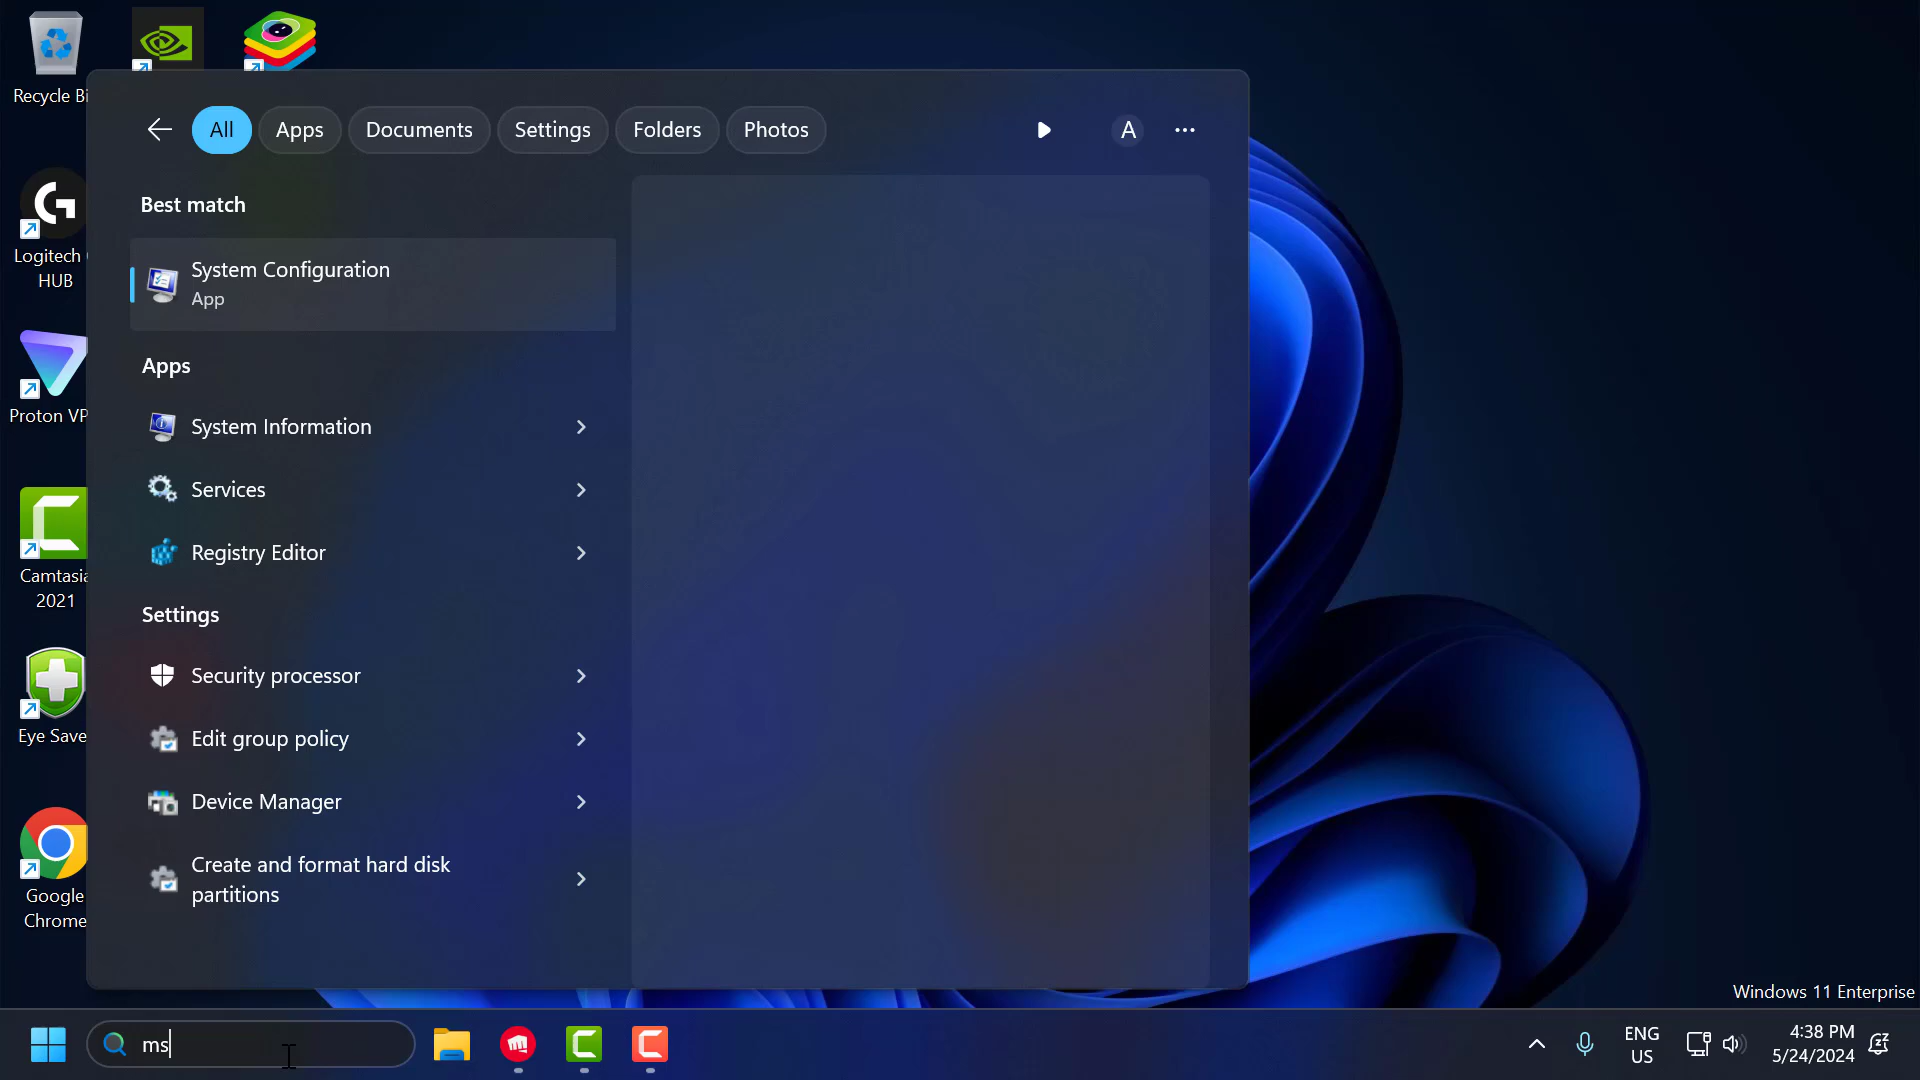 Recycle Bi
Logitech
HUB
Proton VP
Camtasia
2021
Eye Save
Google
Chrome
All
Apps
Documents
Settings
Folders
Photos
A
Best match
System Configuration
App
Apps
System Information
Services
Registry Editor
Settings
Security processor
Edit group policy
Device Manager
Create and format hard disk
partitions
Windows 11 Enterprise
ms
ENG
US
4:38 PM
5/24/2024